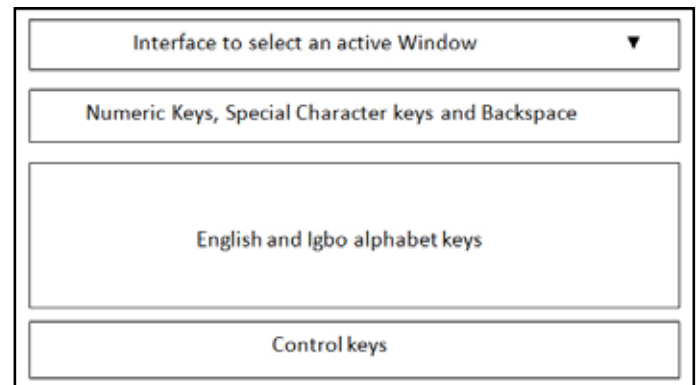 Interface to select an active Window ▼
Numeric Keys, Special Character keys and Backspace
English and Igbo alphabet keys
Control keys